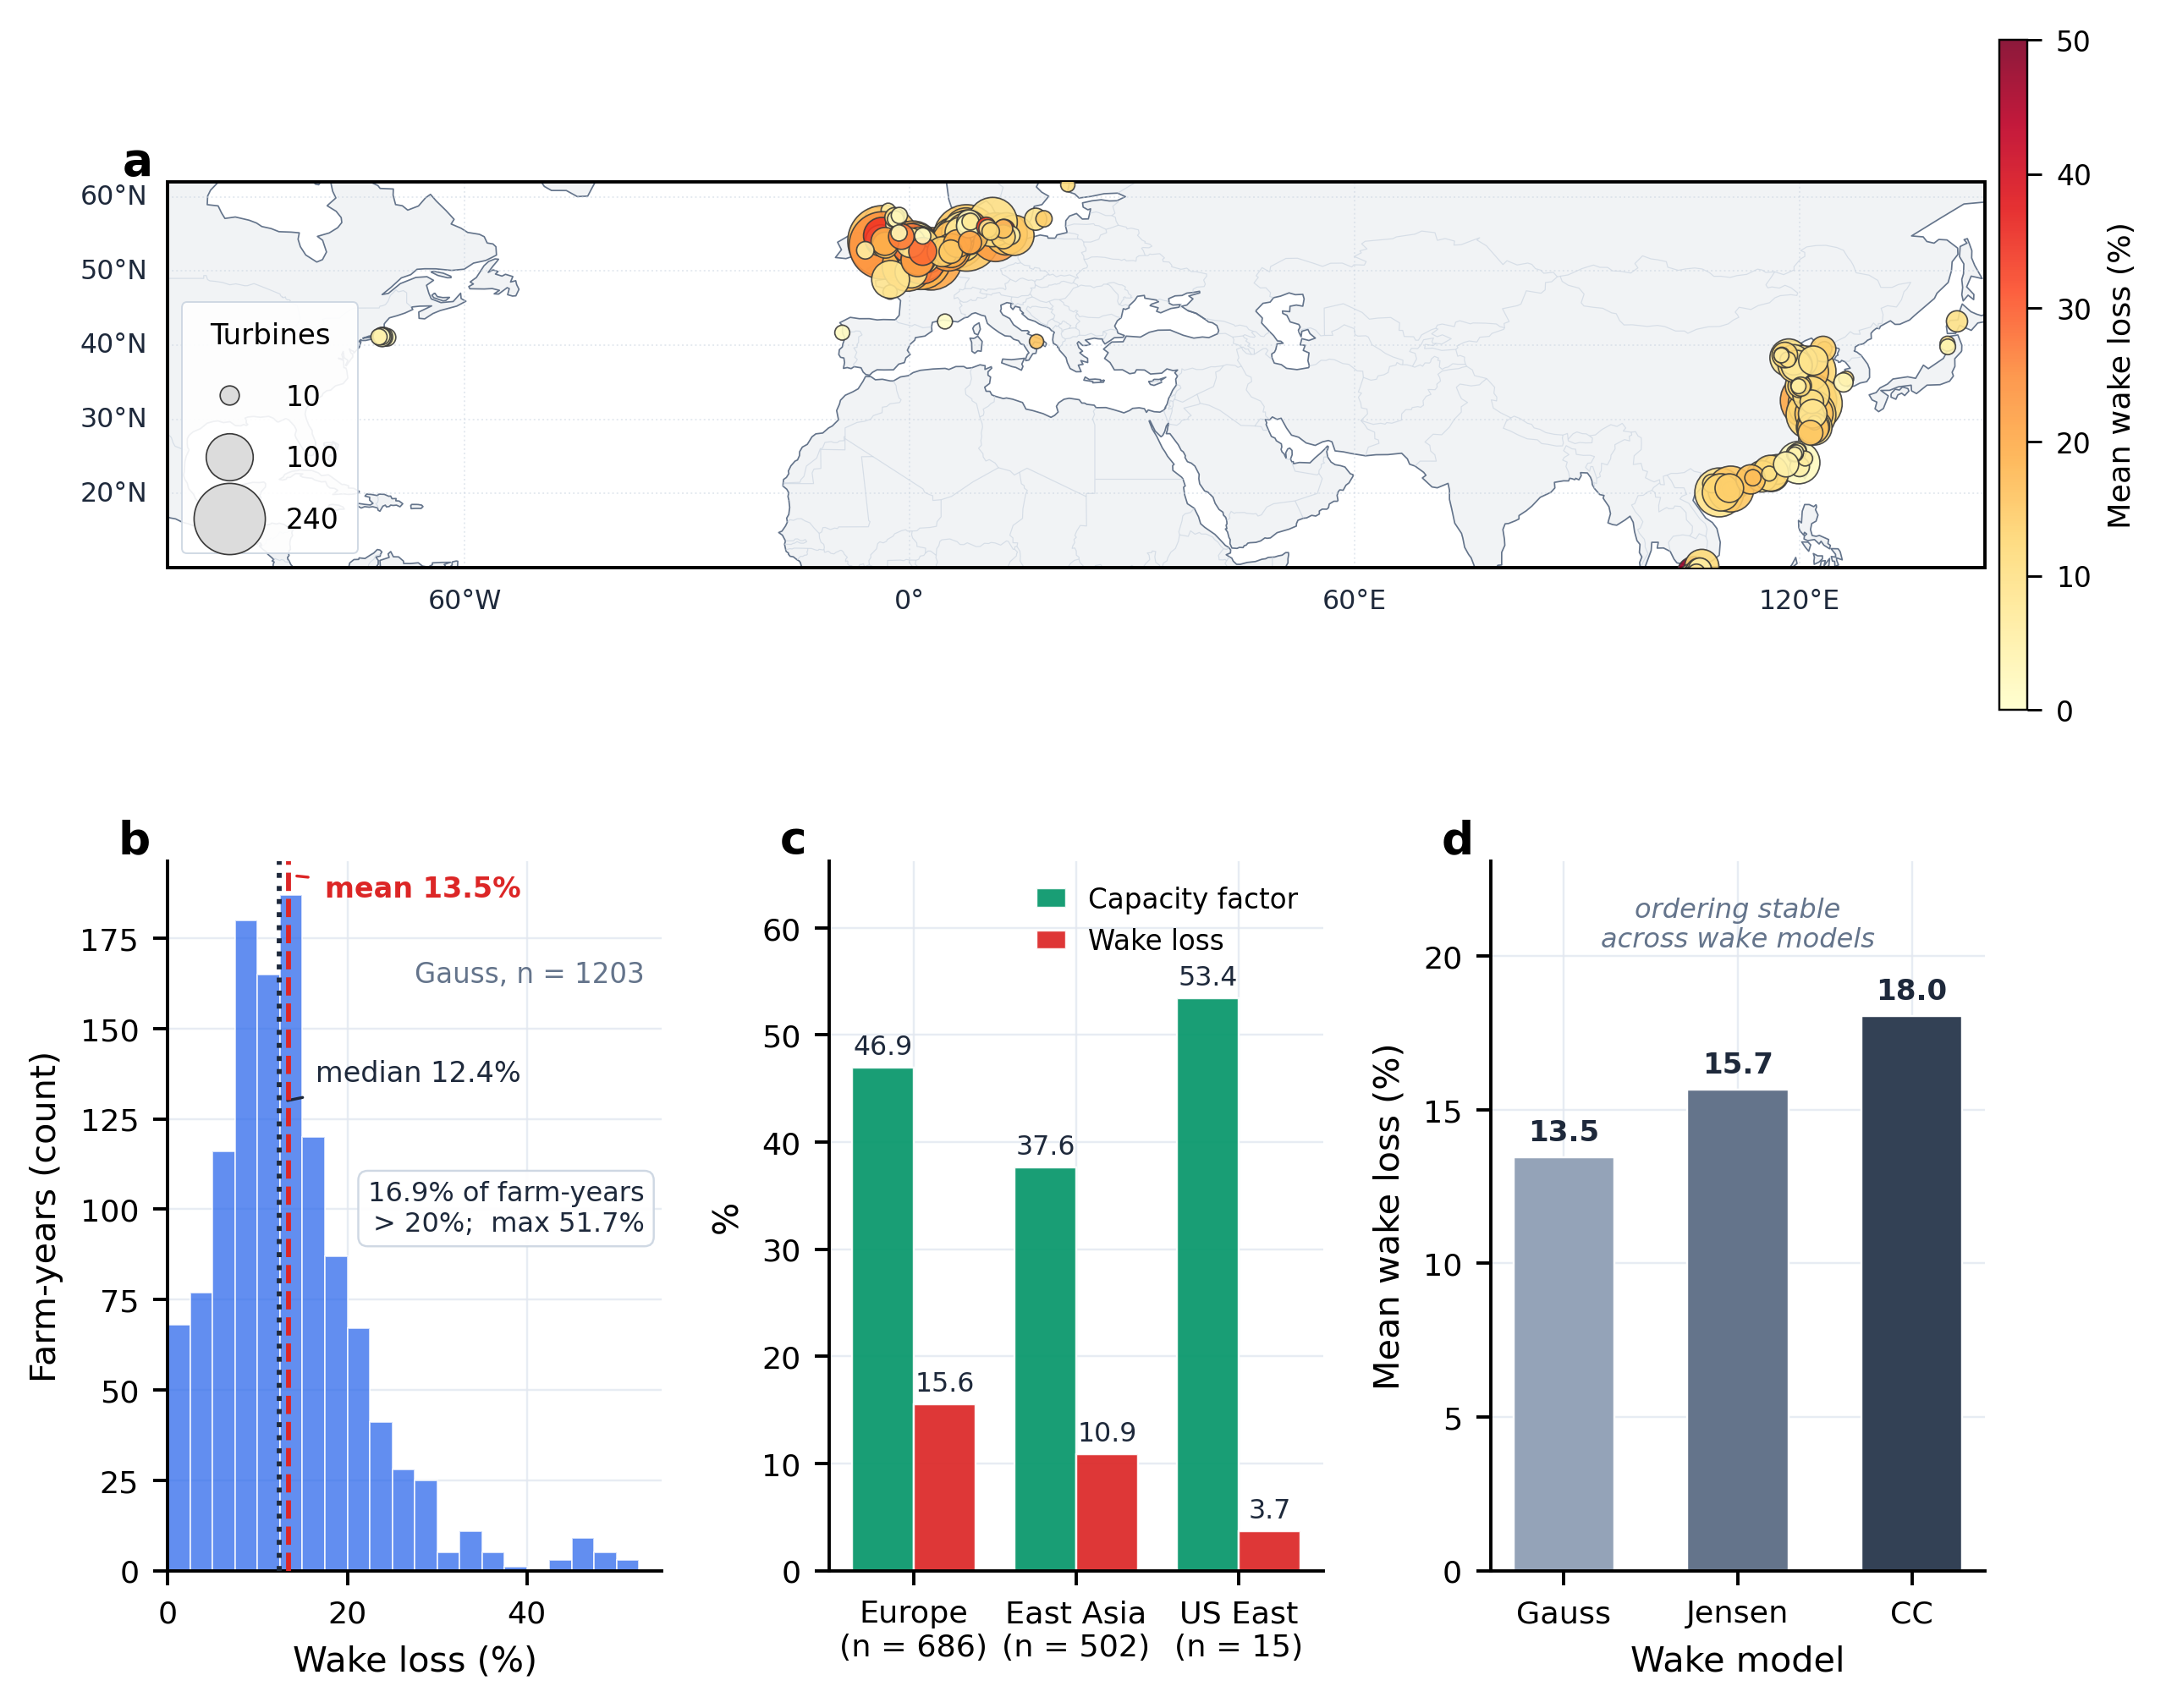 a
60°N
50°N
40°N
30°N
20°N
Turbines
10
100
240
60°W
0°
60°E
120°E
50
40
30
20
10
0
Mean wake loss (%)
b
mean 13.5%
Gauss, n = 1203
median 12.4%
16.9% of farm-years
> 20%; max 51.7%
175
150
125
100
75
50
25
0
Farm-years (count)
0
20
40
Wake loss (%)
c
Capacity factor
Wake loss
60
50
40
30
20
10
0
%
46.9
15.6
37.6
10.9
53.4
3.7
Europe
(n = 686)
East Asia
(n = 502)
US East
(n = 15)
d
ordering stable
across wake models
20
15
10
5
0
Mean wake loss (%)
13.5
15.7
18.0
Gauss
Jensen
CC
Wake model